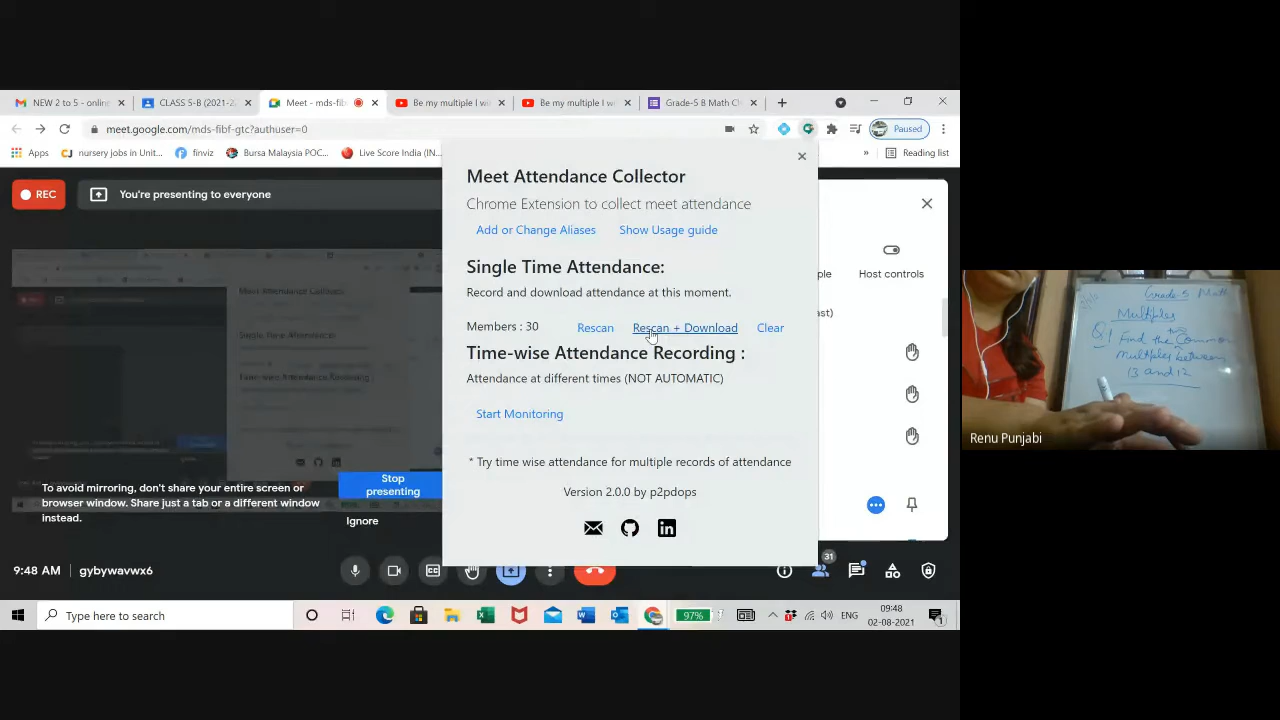 NEW 2 to 5 - onlin
CLASS 5-B (2021-2
Meet - mds-fib
Be my multiple I w
Be my multiple I w
Grade-5 B Math C
meet.google.com/mds-fibf-gtc?authuser=0
Paused
Apps
nursery jobs in Unit...
finviz
Bursa Malaysia POC...
Live Score India (IN...
»
Reading list
REC
You're presenting to everyone
Meet Attendance Collector
Chrome Extension to collect meet attendance
Add or Change Aliases
Show Usage guide
Single Time Attendance:
Record and download attendance at this moment.
Members : 30
Rescan
Rescan + Download
Clear
Time-wise Attendance Recording :
Attendance at different times (NOT AUTOMATIC)
Start Monitoring
* Try time wise attendance for multiple records of attendance
Version 2.0.0 by p2pdops
ple
Host controls
ast)
To avoid mirroring, don't share your entire screen or
browser window. Share just a tab or a different window
instead.
Stop
presenting
Ignore
9:48 AM
gybywavwx6
31
Type here to search
97%
ENG
09:48
02-08-2021
1
Grade-5 Math
Multiples
Q1 Find the two Common
multiples between
13 and 12
Renu Punjabi